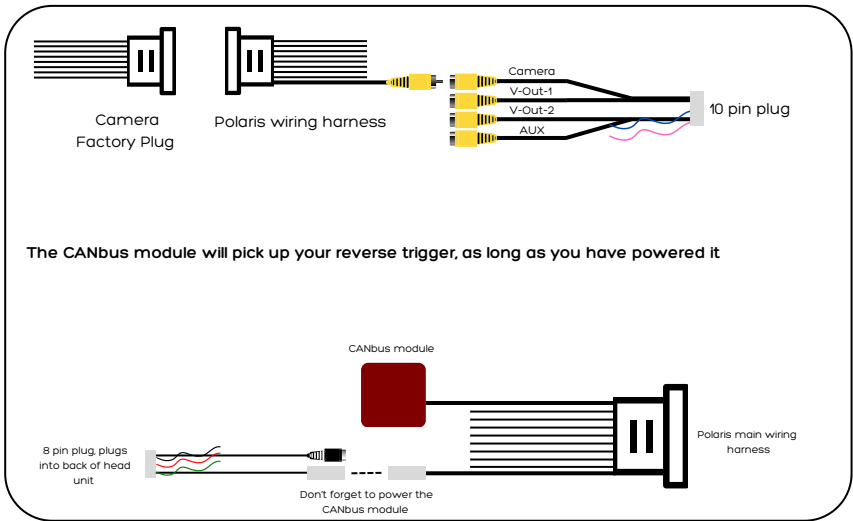 Camera
V-Out-1
V-Out-2
AUX
10 pin plug
Camera
Factory Plug
Polaris wiring harness
The CANbus module will pick up your reverse trigger, as long as you have powered it
CANbus module
8 pin plug, plugs
into back of head
unit
Polaris main wiring
harness
Don't forget to power the
CANbus module